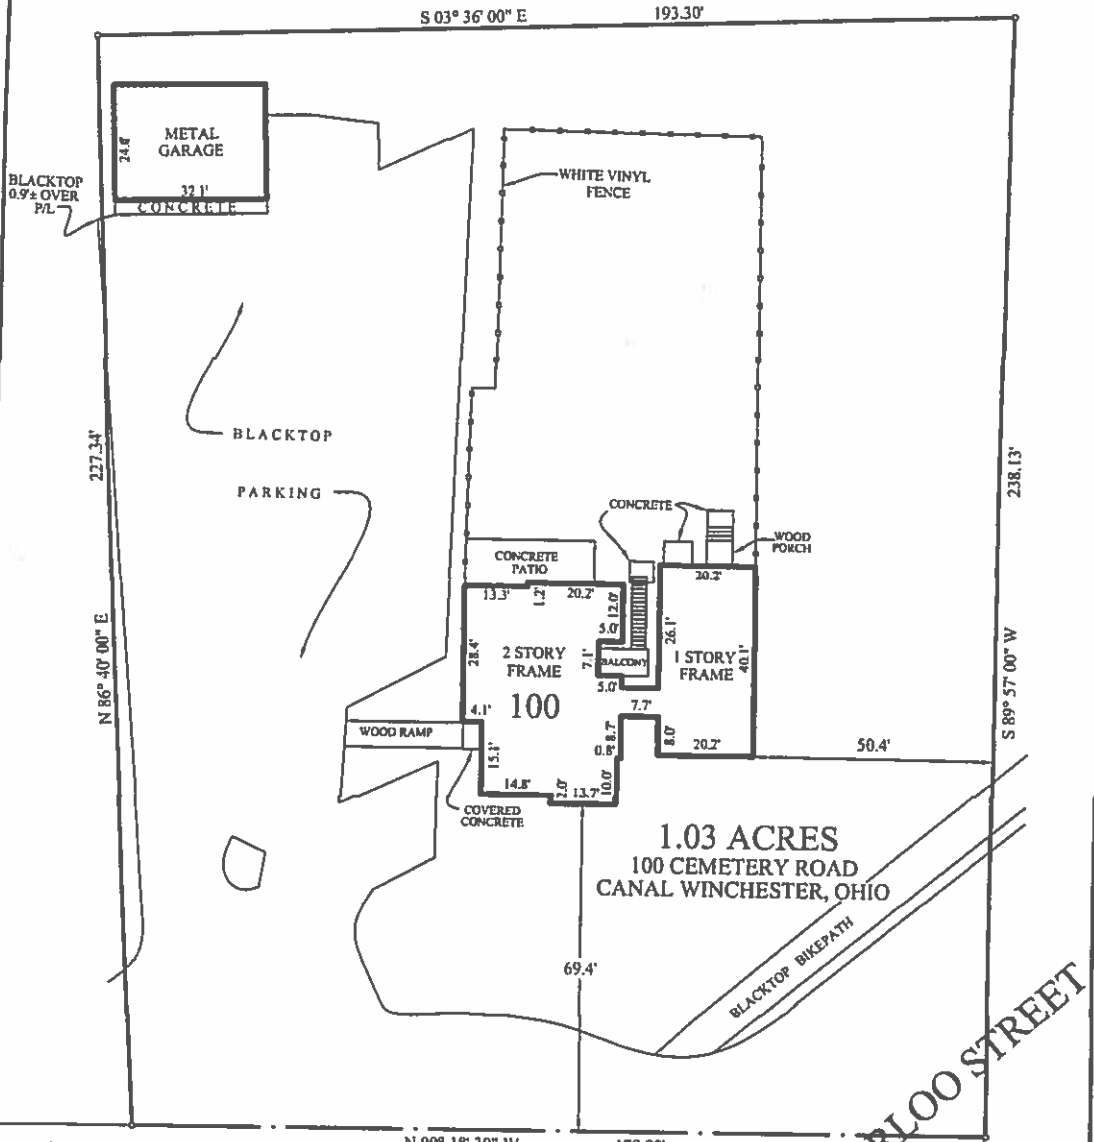 S 03° 36' 00" E 193.30'
METAL
GARAGE
24.6'
32.1'
CONCRETE
BLACKTOP
0.9'± OVER
P/L
WHITE VINYL
FENCE
BLACKTOP
PARKING
227.34'
N 86° 40' 00" E
238.13'
S 89° 57' 00" W
CONCRETE
WOOD
PORCH
CONCRETE
PATIO
20.2'
13.3'
1.2'
20.2'
12.0'
5.0'
26.1'
28.4'
2 STORY
FRAME
7.1'
BALCONY
1 STORY
FRAME
40.1'
5.0'
100
4.1'
7.7'
WOOD RAMP
15.1'
0.8'
8.7'
8.0'
20.2'
50.4'
14.8'
2.0'
13.7'
10.0'
COVERED
CONCRETE
1.03 ACRES
100 CEMETERY ROAD
CANAL WINCHESTER, OHIO
69.4'
BLACKTOP BIKEPATH
STREET